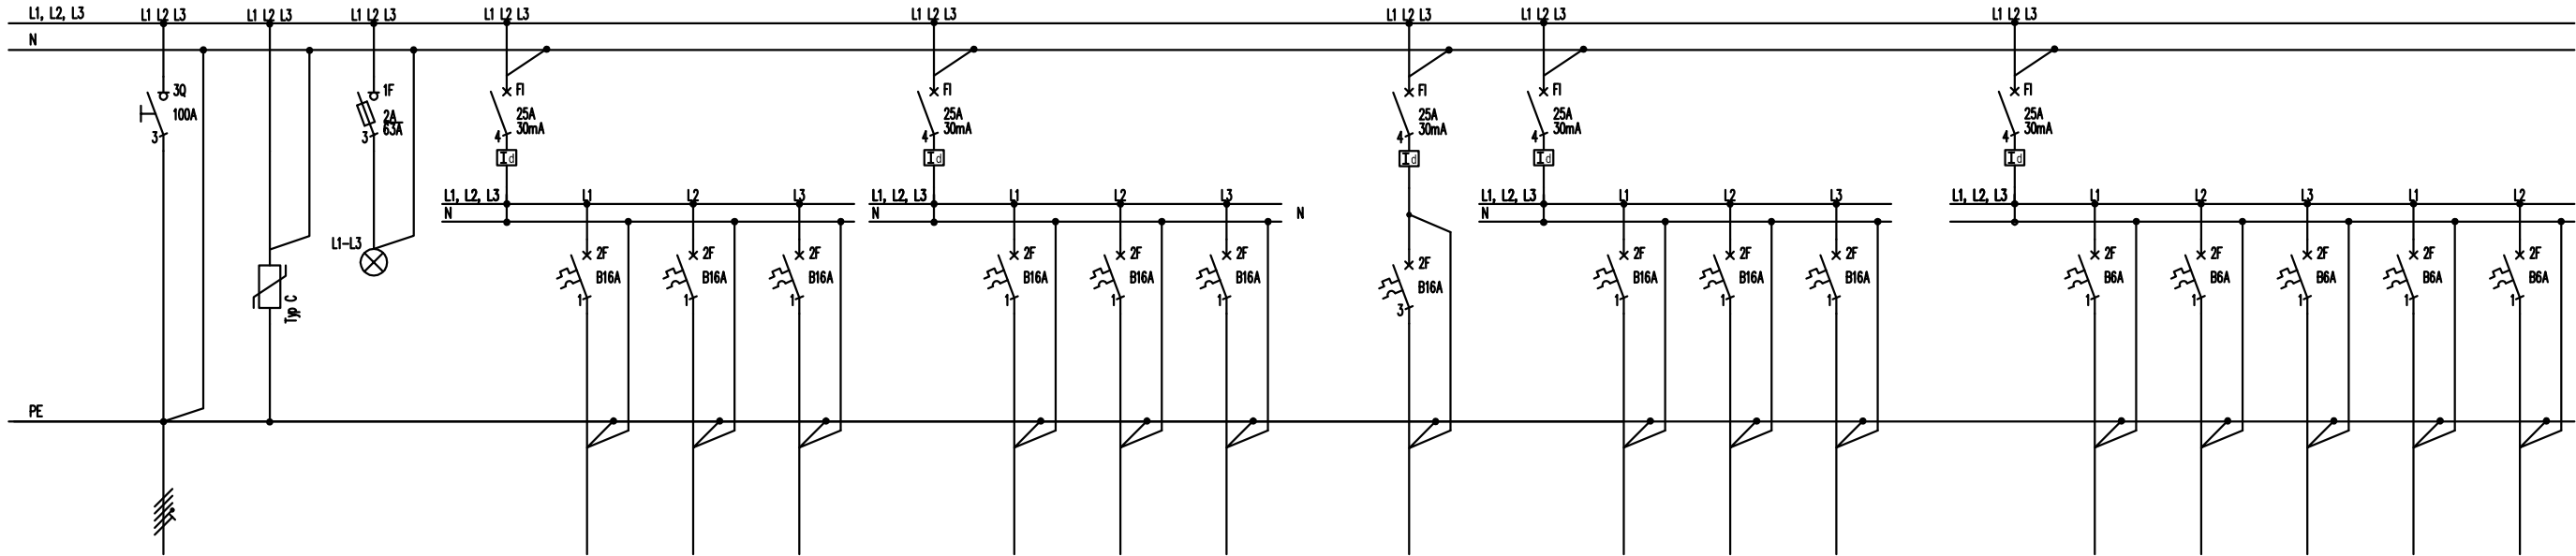 L1, L2, L3
L1 L2 L3
L1 L2 L3
L1 L2 L3
L1 L2 L3
L1 L2 L3
L1 L2 L3
L1 L2 L3
L1 L2 L3
N
3Q
100A
3
1F
2A
63A
3
FI
25A
30mA
4
Id
FI
25A
30mA
4
Id
FI
25A
30mA
4
Id
FI
25A
30mA
4
Id
FI
25A
30mA
4
Id
L1, L2, L3
L1
L2
L3
N
L1, L2, L3
L1
L2
L3
N
N
L1, L2, L3
L1
L2
L3
N
L1, L2, L3
L1
L2
L3
L1
L2
L1-L3
Typ C
2F
B16A
1
2F
B16A
1
2F
B16A
1
2F
B16A
1
2F
B16A
1
2F
B16A
1
2F
B16A
3
2F
B16A
1
2F
B16A
1
2F
B16A
1
2F
B6A
1
2F
B6A
1
2F
B6A
1
2F
B6A
1
2F
B6A
1
PE